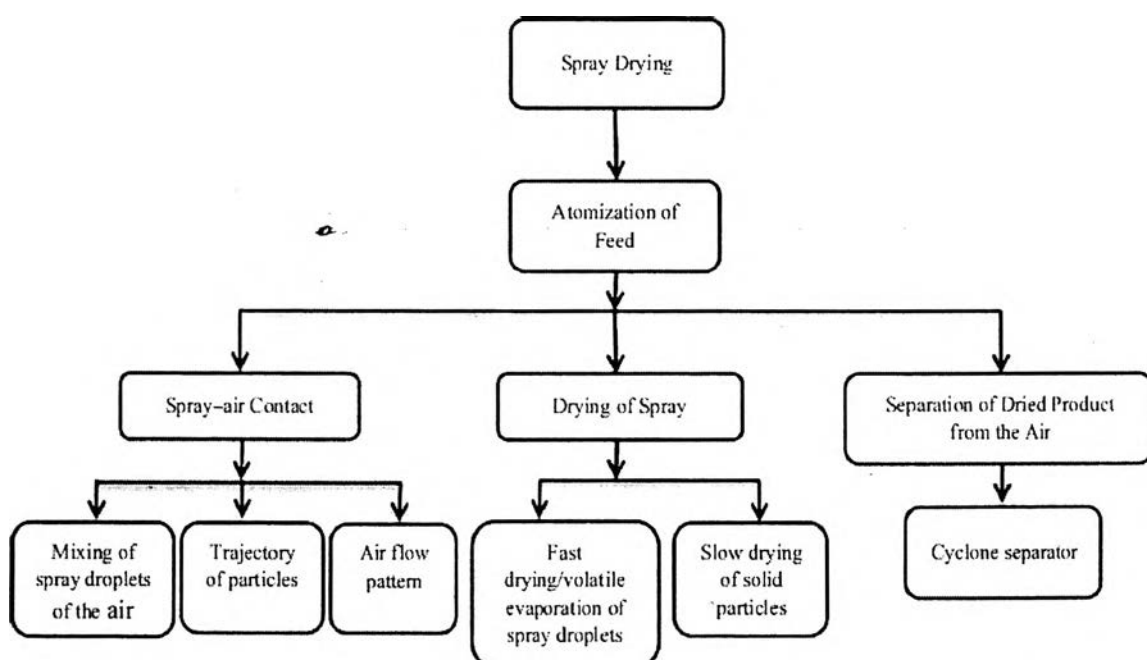 Spray Drying
Atomization of
Feed
Spray–air Contact
Drying of Spray
Separation of Dried Product
from the Air
Mixing of
spray droplets
of the air
Trajectory
of particles
Air flow
pattern
Fast
drying/volatile
evaporation of
spray droplets
Slow drying
of solid
particles
Cyclone separator